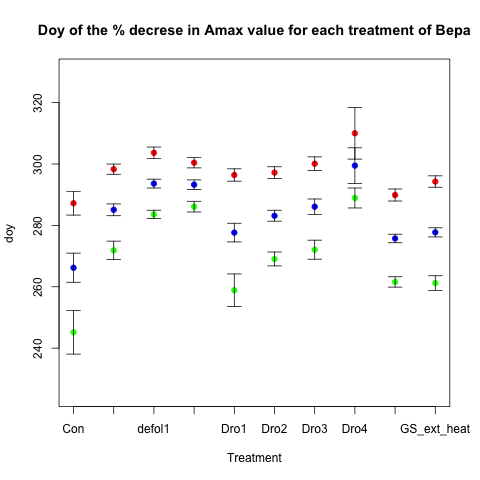 Doy of the % decrese in Amax value for each treatment of Bepa
320
300
280
260
240
doy
Con defol1 Dro1 Dro2 Dro3 Dro4 GS_ext_heat
Treatment